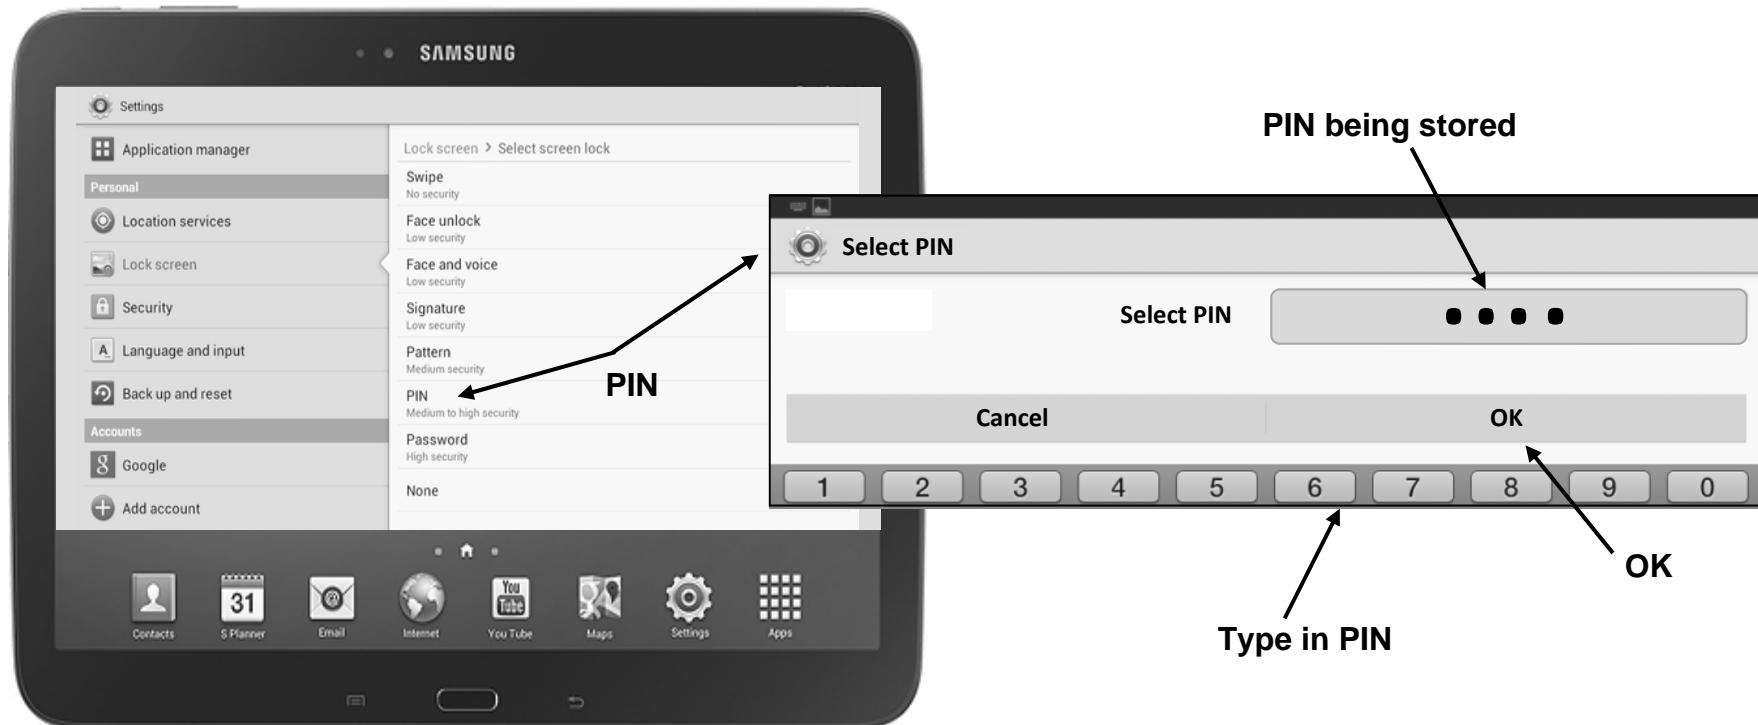 SAMSUNG
Settings
Application manager
Personal
Location services
Lock screen
Security
Language and input
Back up and reset
Accounts
Google
Add account
Lock screen > Select screen lock
Swipe
No security
Face unlock
Low security
Face and voice
Low security
Signature
Low security
Pattern
Medium security
PIN
Medium to high security
Password
High security
None
PIN
PIN being stored
Select PIN
Select PIN
Cancel
OK
1 2 3 4 5 6 7 8 9 0
OK
Type in PIN
31
You
Tube
Contacts
S Planner
Email
Internet
You Tube
Maps
Settings
Apps